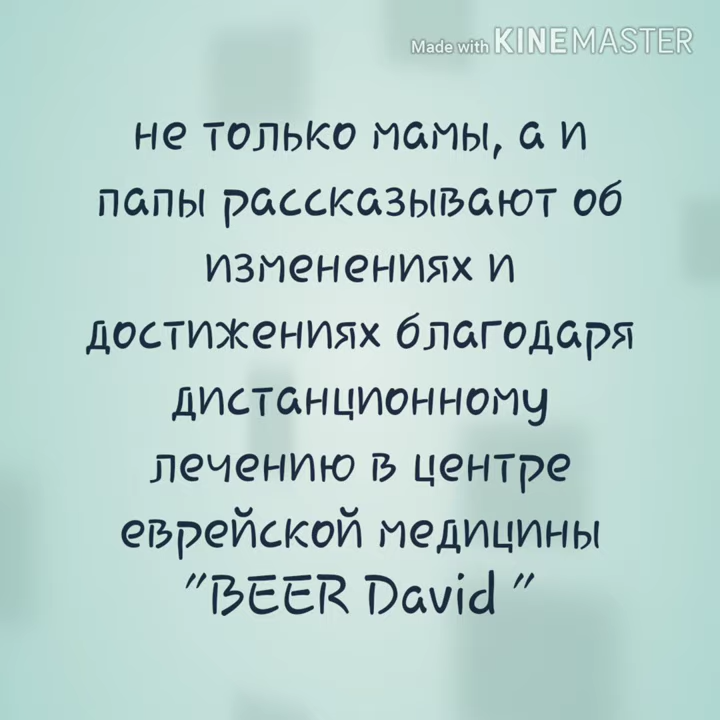 Made with KINEMASTER
не только мамы, а и
папы рассказывают об
изменениях и
достижениях благодаря
дистанционному
лечению в центре
еврейской медицины
"BEER David "